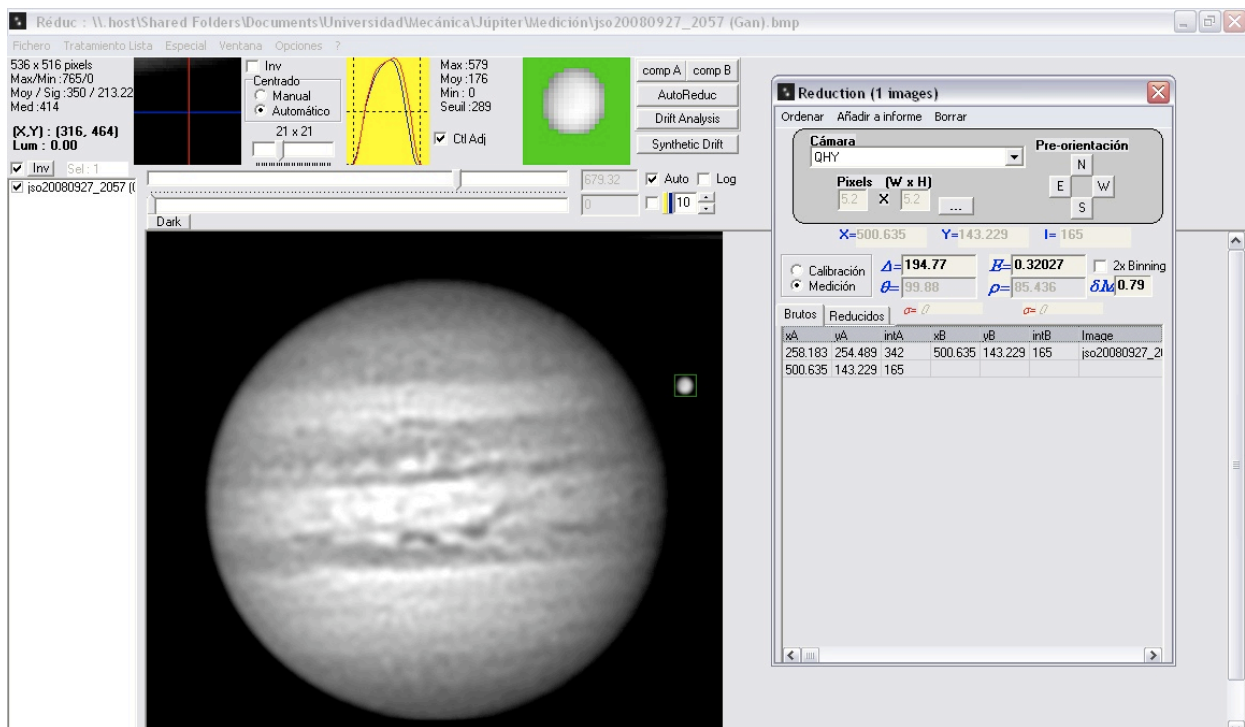 Réduc : \\.host\Shared Folders\Documents\Universidad\Mecánica\Júpiter\Medición\jso20080927_2057 (Gan).bmp
Fichero Tratamiento Lista Especial Ventana Opciones ?
536 x 516 pixels
Max/Min :765/0
Moy / Sig :350 / 213.22
Med :414
(X,Y) : (316, 464)
Lum : 0.00
Inv Sel : 1
jso20080927_2057 (
Inv
Centrado
Manual
Automático
21 x 21
Max :579
Moy :176
Min : 0
Seuil :289
Ctl Adj
comp A comp B
AutoReduc
Drift Analysis
Synthetic Drift
679.32 Auto Log
0 10
Dark
Reduction (1 images)
Ordenar Añadir a informe Borrar
Cámara
QHY
Pre-orientación
N
E W
S
Pixels (W x H)
5.2 X 5.2 ...
X=500.635 Y=143.229 I= 165
Calibración
Medición
Δ=194.77 E=0.32027 2x Binning
θ=99.88 ρ=85.436 δM 0.79
Brutos Reducidos σ= 0 σ= 0
xA yA intA xB yB intB Image
258.183 254.489 342 500.635 143.229 165 jso20080927_2
500.635 143.229 165